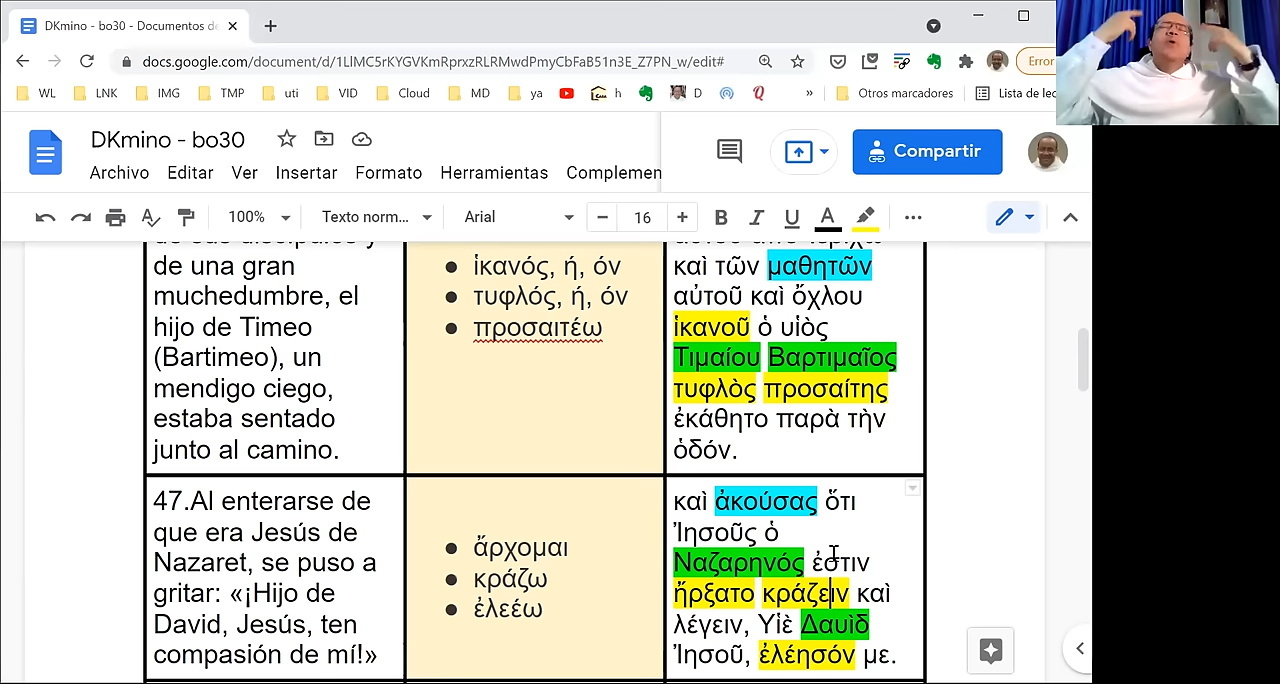 DKmino - bo30 - Documentos de
docs.google.com/document/d/1LIMC5rKYGVKmRprxzRLRMwdPmyCbFaB51n3E_Z7PN_w/edit#
Error
WL LNK IMG TMP uti VID Cloud MD ya h D » Otros marcadores Lista de lec
DKmino - bo30
Archivo Editar Ver Insertar Formato Herramientas Complemen
Compartir
100% Texto norm... Arial 16 B I U A
de una gran
muchedumbre, el
hijo de Timeo
(Bartimeo), un
mendigo ciego,
estaba sentado
junto al camino.
ἱκανός, ή, όν
τυφλός, ή, όν
προσαιτέω
καὶ τῶν μαθητῶν
αὐτοῦ καὶ ὄχλου
ἱκανοῦ ὁ υἱὸς
Τιμαίου Βαρτιμαῖος
τυφλὸς προσαίτης
ἐκάθητο παρὰ τὴν
ὁδόν.
47.Al enterarse de
que era Jesús de
Nazaret, se puso a
gritar: «¡Hijo de
David, Jesús, ten
compasión de mí!»
ἄρχομαι
κράζω
ἐλεέω
καὶ ἀκούσας ὅτι
Ἰησοῦς ὁ
Ναζαρηνός ἐστιν
ἤρξατο κράζειν καὶ
λέγειν, Υἱὲ Δαυὶδ
Ἰησοῦ, ἐλέησόν με.